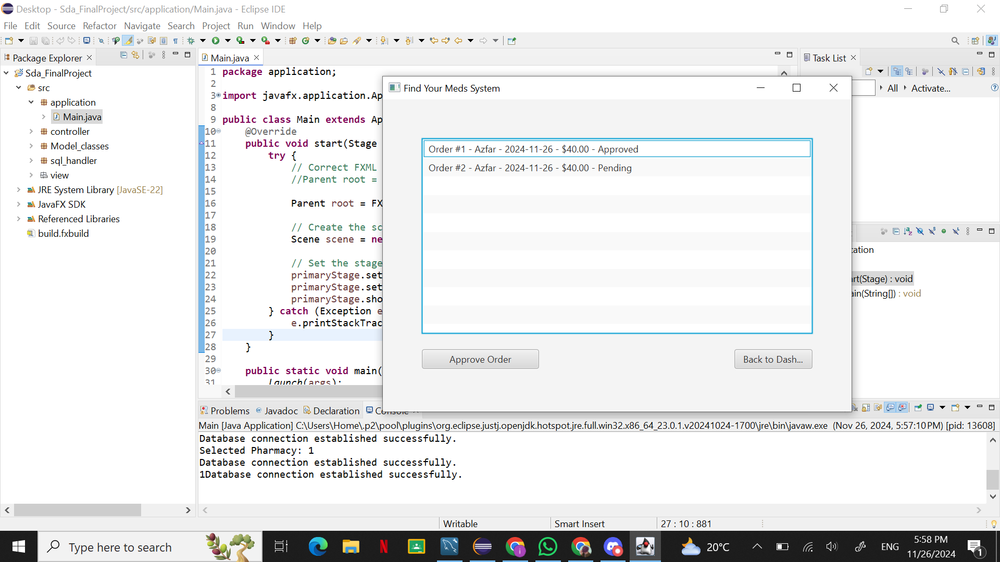 Desktop - Sda_FinalProject/src/application/Main.java - Eclipse IDE
File Edit Source Refactor Navigate Search Project Run Window Help
Package Explorer
Sda_FinalProject
src
application
Main.java
controller
Model_classes
sql_handler
view
JRE System Library [JavaSE-22]
JavaFX SDK
Referenced Libraries
build.fxbuild
Main.java
1 package application;
2
3 import javafx.application.Ap
8
9 public class Main extends Ap
10 @Override
11 public void start(Stage
12 try {
13 // Correct FXML
14 //Parent root =
15
16 Parent root = FX
17
18 // Create the sc
19 Scene scene = ne
20
21 // Set the stage
22 primaryStage.set
23 primaryStage.set
24 primaryStage.sho
25 } catch (Exception e
26 e.printStackTrac
27 }
28 }
29
30 public static void main(
31 launch(args);
Find Your Meds System
Order #1 - Azfar - 2024-11-26 - $40.00 - Approved
Order #2 - Azfar - 2024-11-26 - $40.00 - Pending
Approve Order
Back to Dash...
Task List
All Activate...
cation
art(Stage) : void
ain(String[]) : void
Problems Javadoc Declaration Console
Main [Java Application] C:\Users\Home\.p2\pool\plugins\org.eclipse.justj.openjdk.hotspot.jre.full.win32.x86_64_23.0.1.v20241024-1700\jre\bin\javaw.exe (Nov 26, 2024, 5:57:10 PM) [pid: 13608]
Database connection established successfully.
Selected Pharmacy: 1
Database connection established successfully.
1Database connection established successfully.
Writable
Smart Insert
27 : 10 : 881
Type here to search
20°C
ENG
5:58 PM
11/26/2024
1